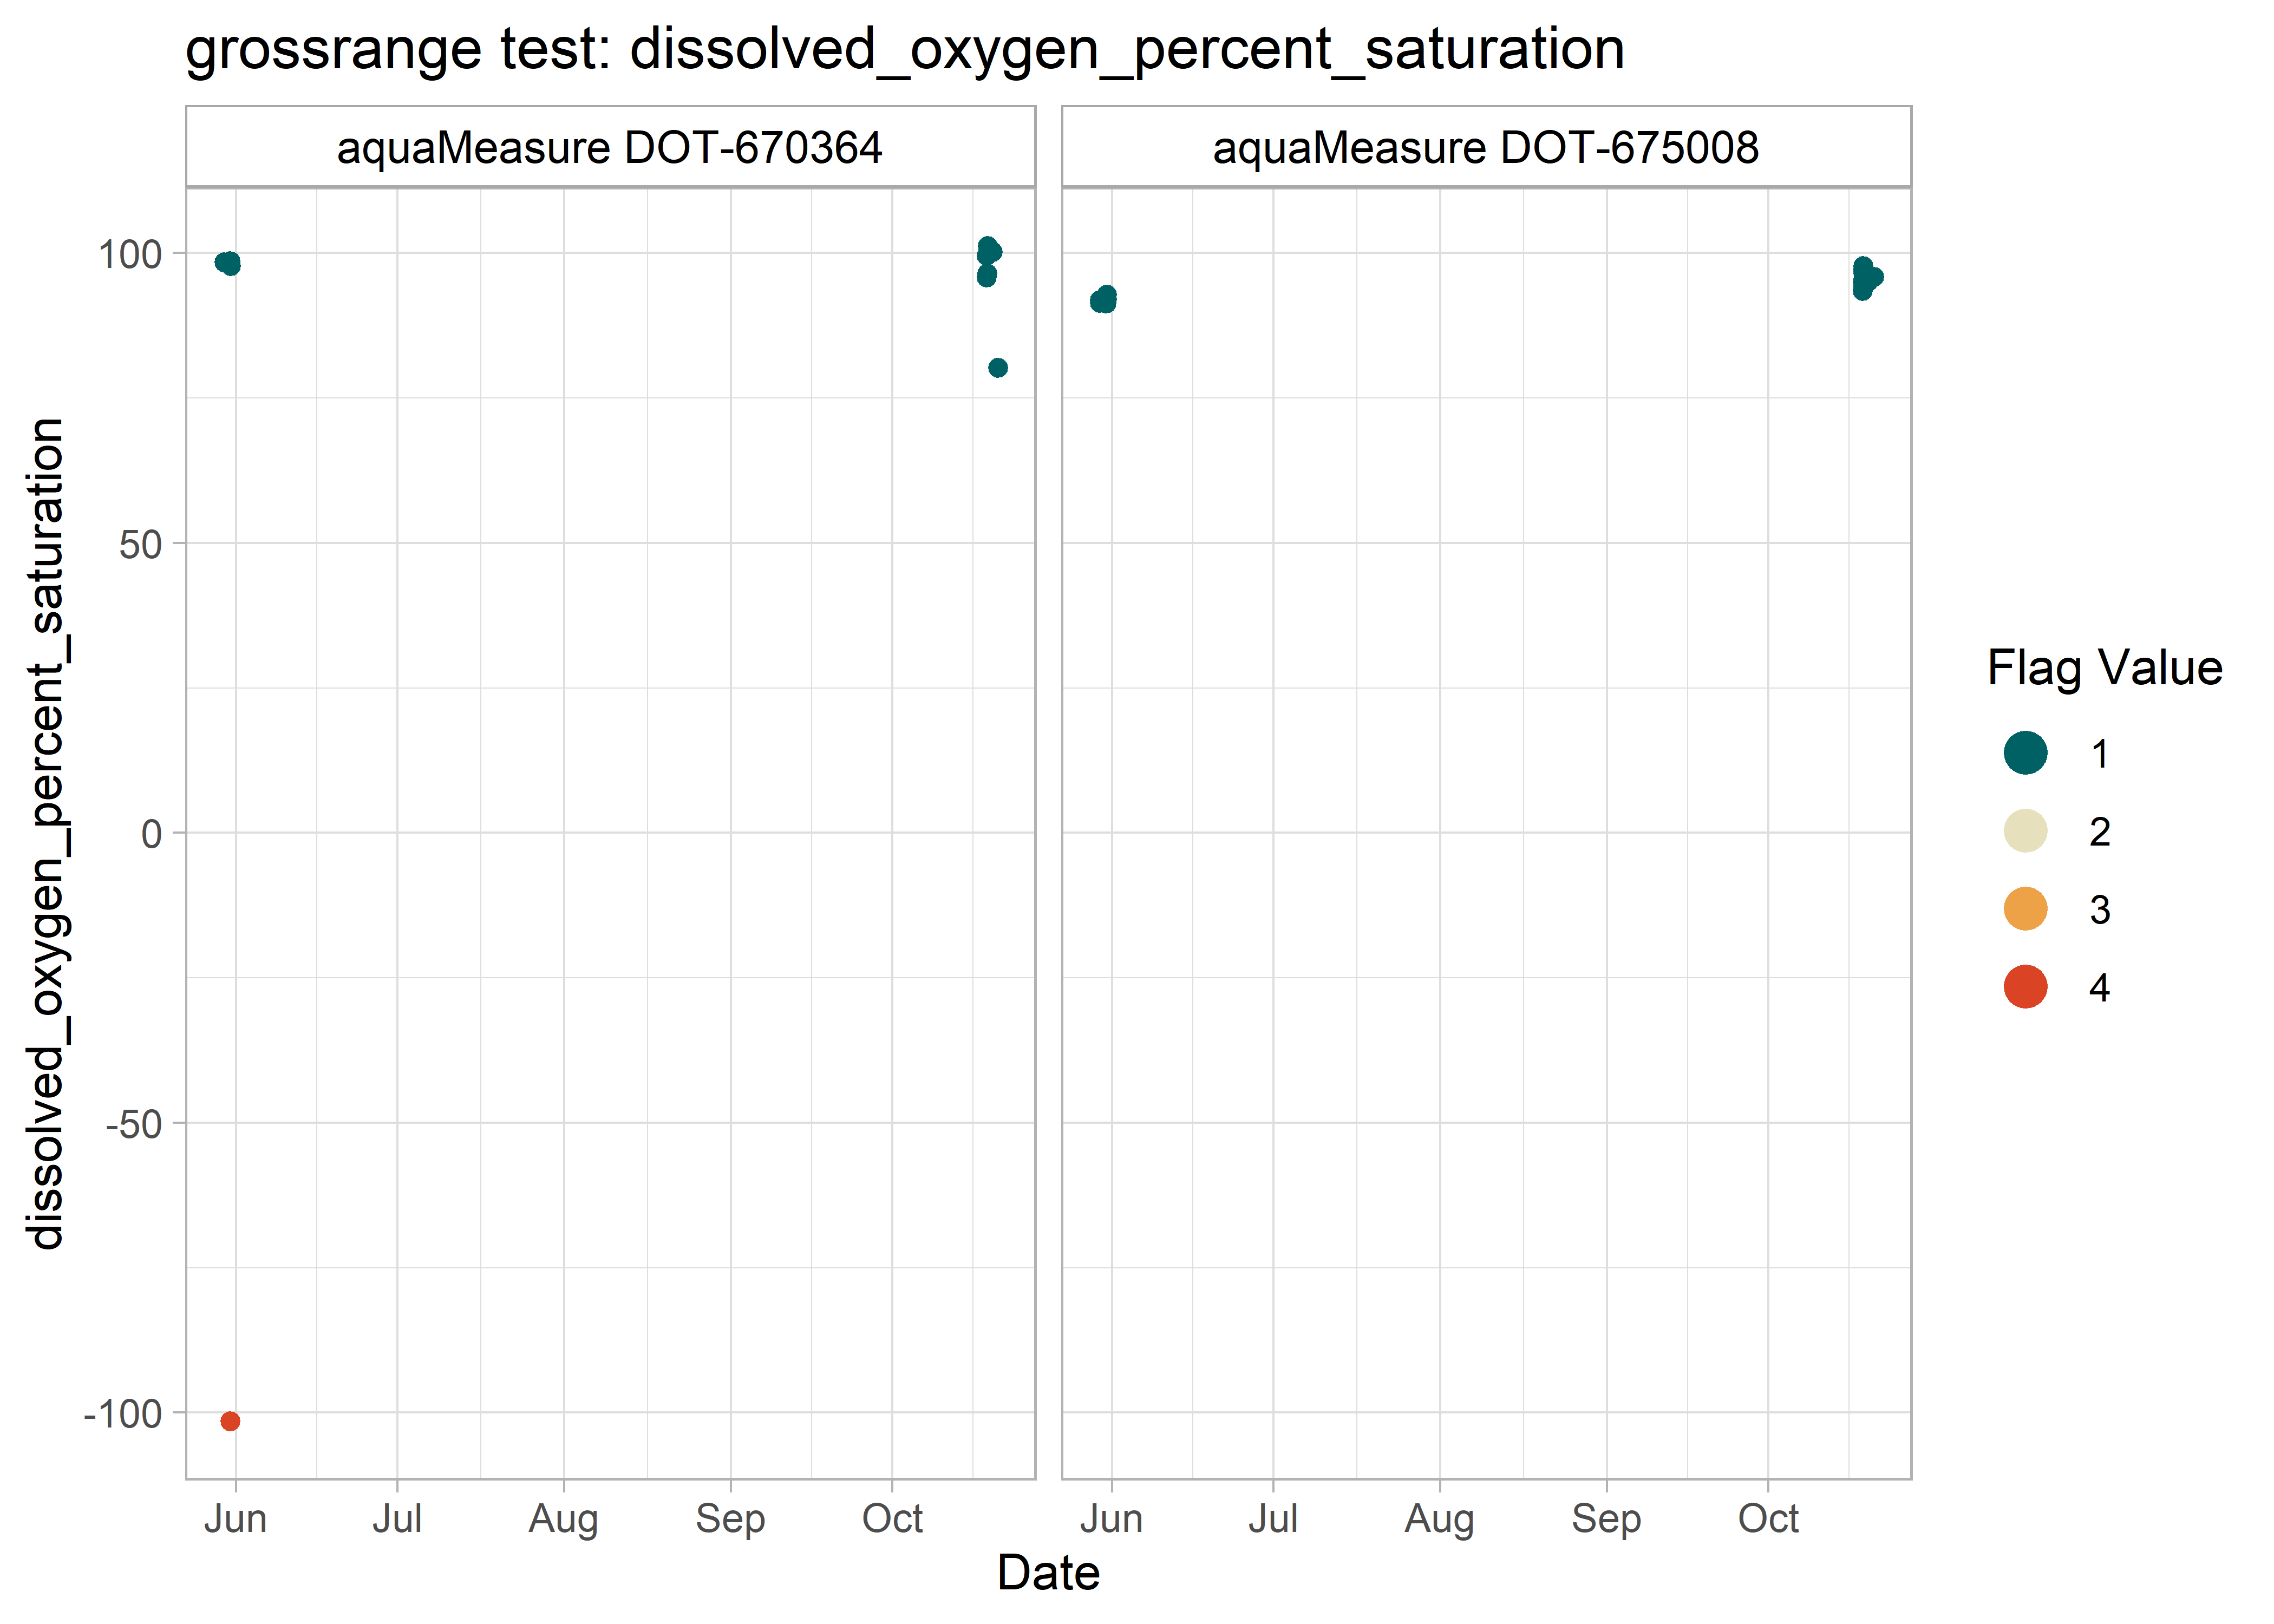 grossrange test: dissolved_oxygen_percent_saturation
aquaMeasure DOT-670364
aquaMeasure DOT-675008
dissolved_oxygen_percent_saturation
100
50
0
-50
-100
Jun Jul Aug Sep Oct
Jun Jul Aug Sep Oct
Date
Flag Value
1
2
3
4